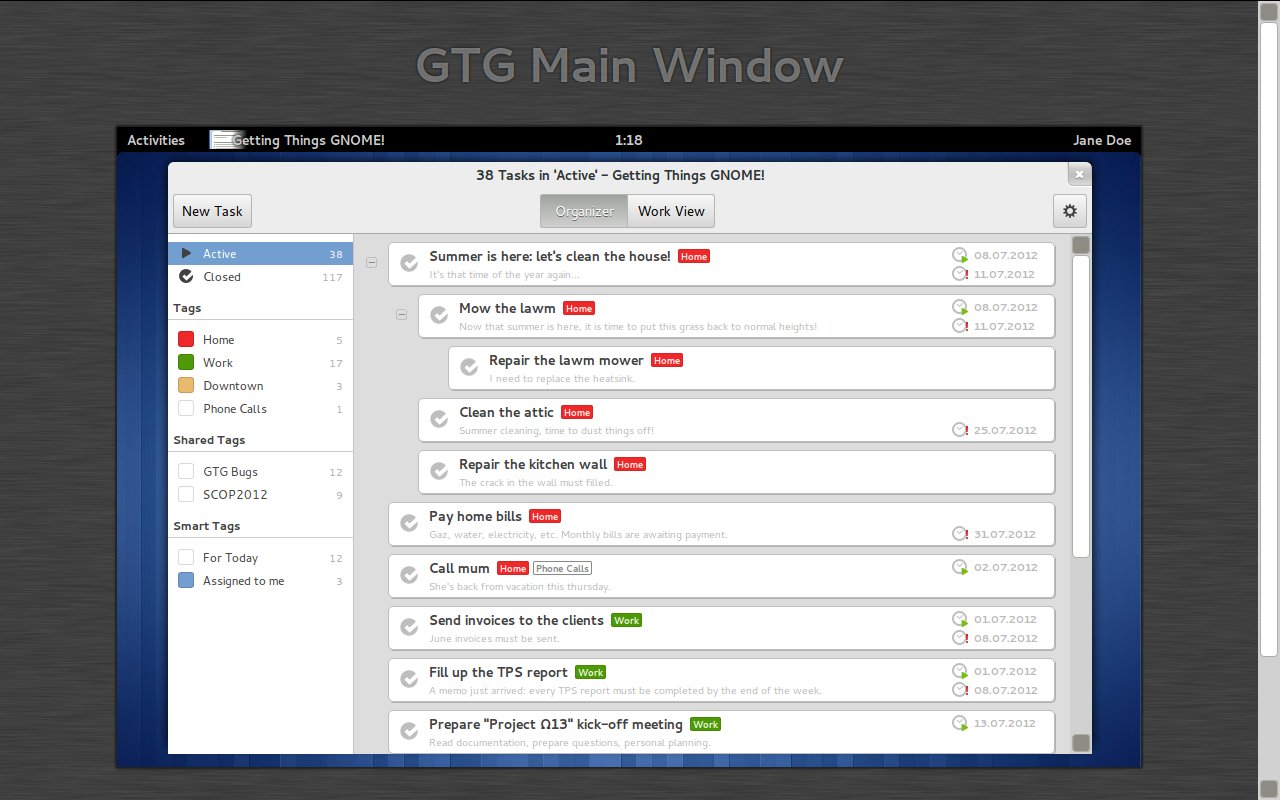 GTG Main Window
Activities Getting Things GNOME! 1:18 Jane Doe
38 Tasks in 'Active' - Getting Things GNOME!
New Task Organizer Work View
Active 38
Closed 117
Tags
Home 5
Work 17
Downtown 3
Phone Calls 1
Shared Tags
GTG Bugs 12
SCOP2012 9
Smart Tags
For Today 12
Assigned to me 3
Summer is here: let's clean the house! Home 08.07.2012
It's that time of the year again... 11.07.2012
Mow the lawm Home 08.07.2012
Now that summer is here, it is time to put this grass back to normal heights! 11.07.2012
Repair the lawm mower Home
I need to replace the heatsink.
Clean the attic Home
Summer cleaning, time to dust things off! 25.07.2012
Repair the kitchen wall Home
The crack in the wall must filled.
Pay home bills Home
Gaz, water, electricity, etc. Monthly bills are awaiting payment. 31.07.2012
Call mum Home Phone Calls 02.07.2012
She's back from vacation this thursday.
Send invoices to the clients Work 01.07.2012
June invoices must be sent. 08.07.2012
Fill up the TPS report Work 01.07.2012
A memo just arrived: every TPS report must be completed by the end of the week. 08.07.2012
Prepare "Project Ω13" kick-off meeting Work 13.07.2012
Read documentation, prepare questions, personal planning.